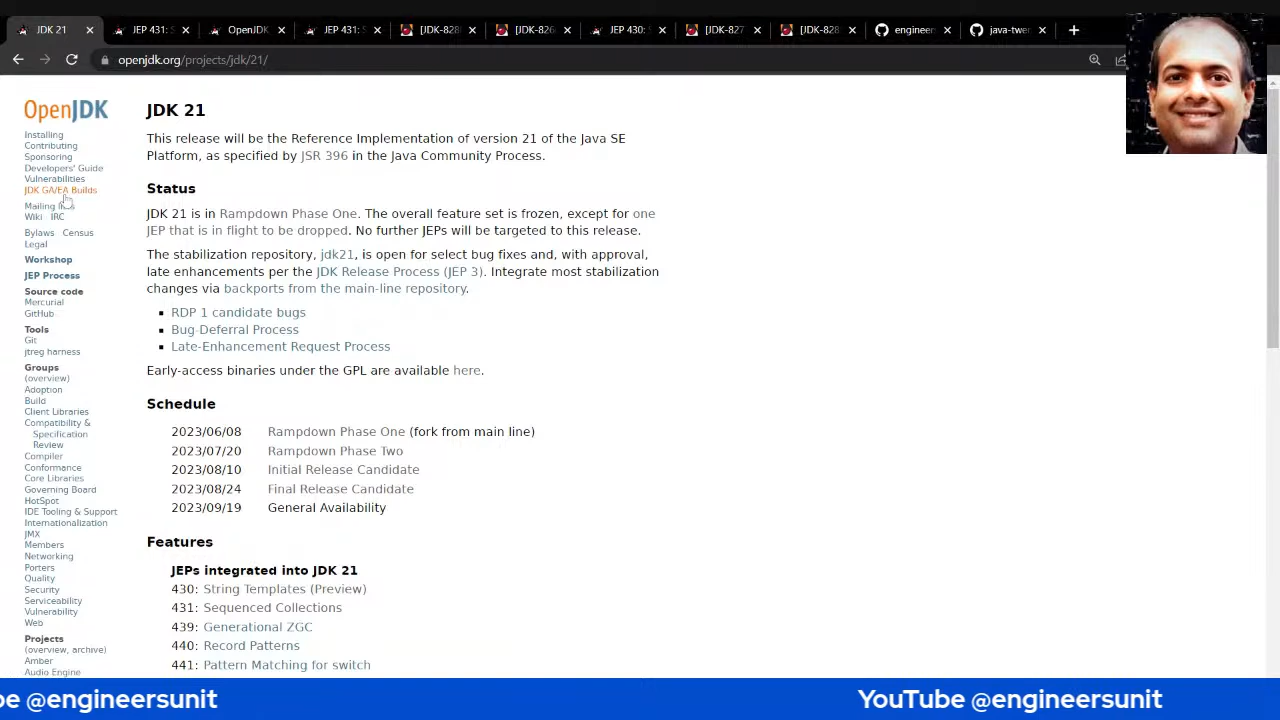 JDK 21
JEP 431: S
OpenJDK
JEP 431: S
[JDK-828
[JDK-826
JEP 430: S
[JDK-827
[JDK-828
engineer
java-twen
openjdk.org/projects/jdk/21/
OpenJDK
Installing
Contributing
Sponsoring
Developers' Guide
Vulnerabilities
JDK GA/EA Builds
Mailing lists
Wiki IRC
Bylaws Census
Legal
Workshop
JEP Process
Source code
Mercurial
GitHub
Tools
Git
jtreg harness
Groups
(overview)
Adoption
Build
Client Libraries
Compatibility &
Specification
Review
Compiler
Conformance
Core Libraries
Governing Board
HotSpot
IDE Tooling & Support
Internationalization
JMX
Members
Networking
Porters
Quality
Security
Serviceability
Vulnerability
Web
Projects
(overview, archive)
Amber
Audio Engine
JDK 21
This release will be the Reference Implementation of version 21 of the Java SE
Platform, as specified by JSR 396 in the Java Community Process.
Status
JDK 21 is in Rampdown Phase One. The overall feature set is frozen, except for one
JEP that is in flight to be dropped. No further JEPs will be targeted to this release.
The stabilization repository, jdk21, is open for select bug fixes and, with approval,
late enhancements per the JDK Release Process (JEP 3). Integrate most stabilization
changes via backports from the main-line repository.
RDP 1 candidate bugs
Bug-Deferral Process
Late-Enhancement Request Process
Early-access binaries under the GPL are available here.
Schedule
2023/06/08 Rampdown Phase One (fork from main line)
2023/07/20 Rampdown Phase Two
2023/08/10 Initial Release Candidate
2023/08/24 Final Release Candidate
2023/09/19 General Availability
Features
JEPs integrated into JDK 21
430: String Templates (Preview)
431: Sequenced Collections
439: Generational ZGC
440: Record Patterns
441: Pattern Matching for switch
be @engineersunit
YouTube @engineersunit